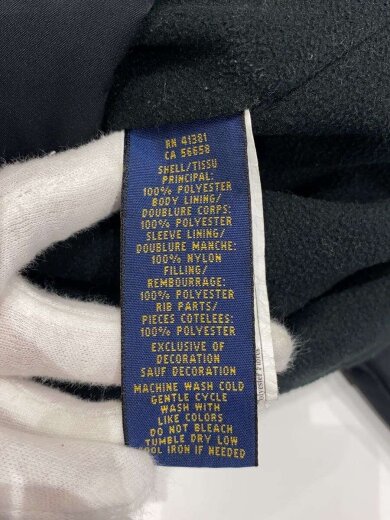 RN 41381
CA 56658
SHELL/TISSU
PRINCIPAL:
100% POLYESTER
BODY LINING/
DOUBLURE CORPS:
100% POLYESTER
SLEEVE LINING/
DOUBLURE MANCHE:
100% NYLON
FILLING/
REMBOURRAGE:
100% POLYESTER
RIB PARTS/
PIECES COTELEES:
100% POLYESTER
EXCLUSIVE OF
DECORATION
SAUF DECORATION
MACHINE WASH COLD
GENTLE CYCLE
WASH WITH
LIKE COLORS
DO NOT BLEACH
TUMBLE DRY LOW
COOL IRON IF NEEDED